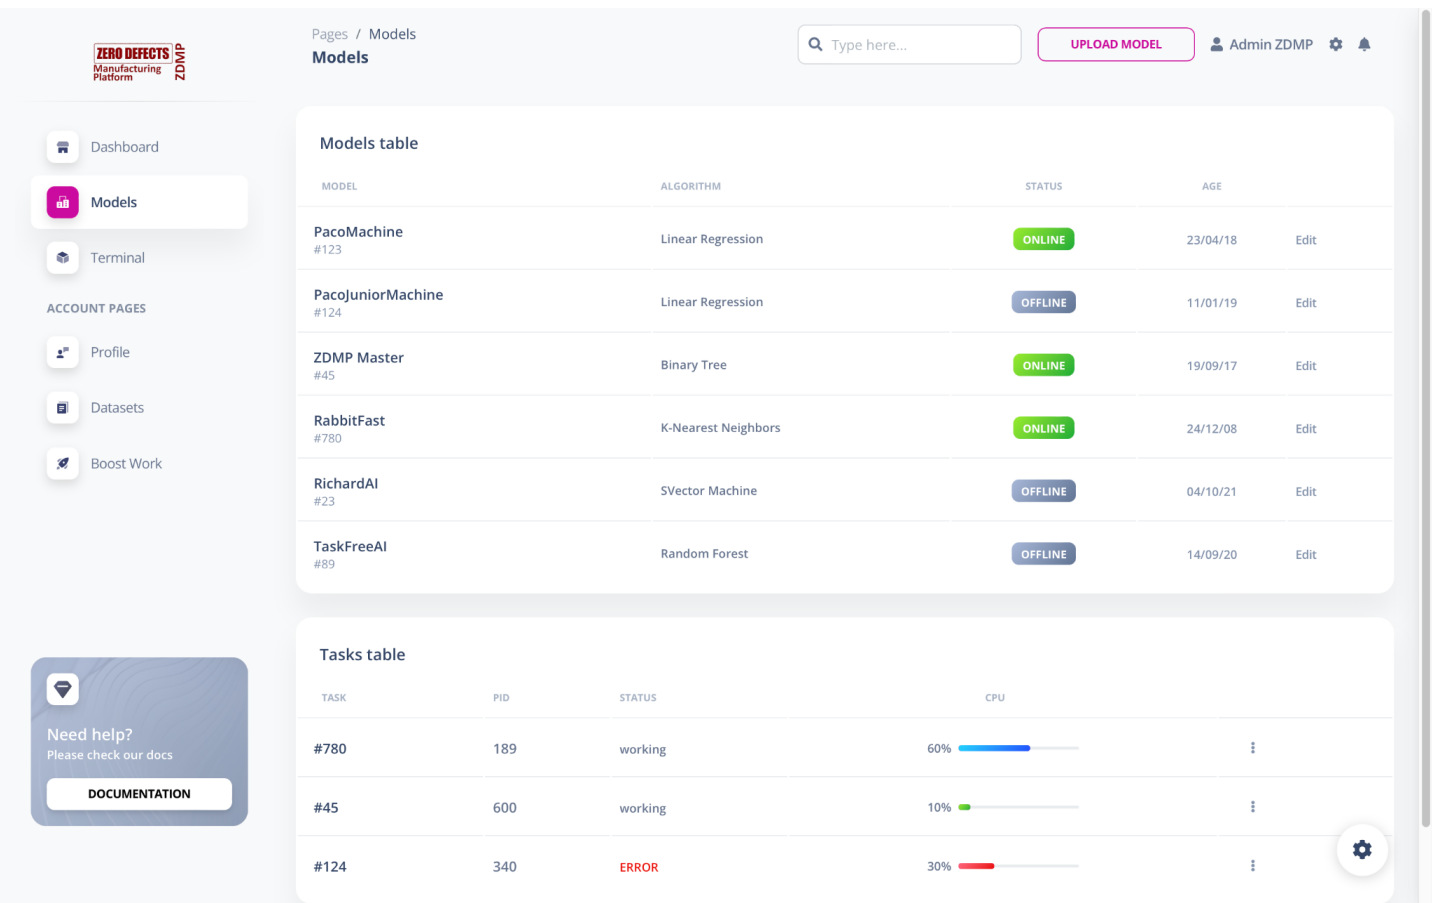 ZERO DEFECTS
Manufacturing
Platform
ZDMP
Pages / Models
Models
Type here...
UPLOAD MODEL
Admin ZDMP
Dashboard
Models
Terminal
ACCOUNT PAGES
Profile
Datasets
Boost Work
Need help?
Please check our docs
DOCUMENTATION
Models table
MODEL ALGORITHM STATUS AGE
PacoMachine
#123
Linear Regression ONLINE 23/04/18 Edit
PacoJuniorMachine
#124
Linear Regression OFFLINE 11/01/19 Edit
ZDMP Master
#45
Binary Tree ONLINE 19/09/17 Edit
RabbitFast
#780
K-Nearest Neighbors ONLINE 24/12/08 Edit
RichardAI
#23
SVector Machine OFFLINE 04/10/21 Edit
TaskFreeAI
#89
Random Forest OFFLINE 14/09/20 Edit
Tasks table
TASK PID STATUS CPU
#780 189 working 60%
#45 600 working 10%
#124 340 ERROR 30%